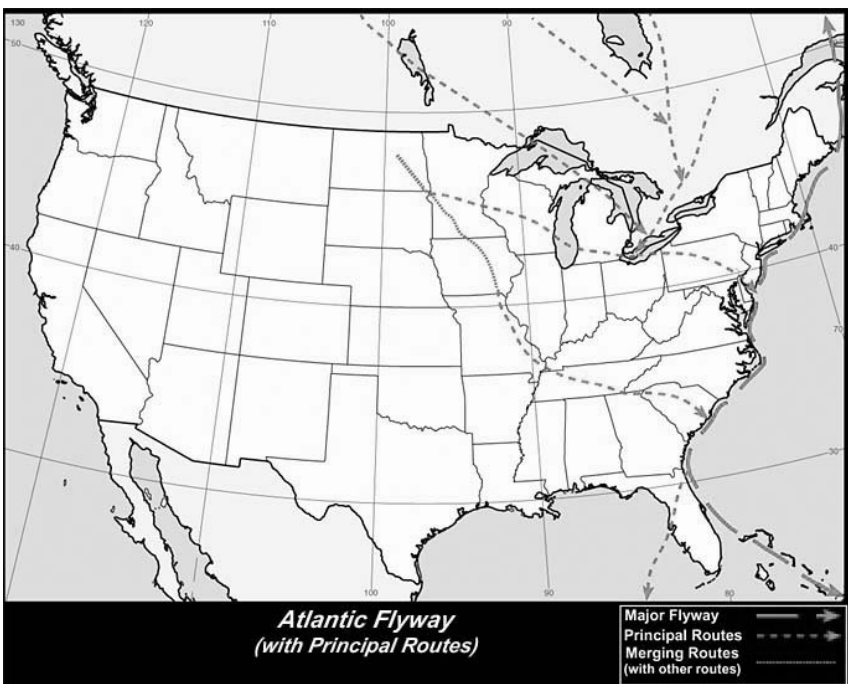 130
120
110
100
90
50
40
40
70
30
100
90
80
Atlantic Flyway
(with Principal Routes)
Major Flyway
Principal Routes
Merging Routes
(with other routes)